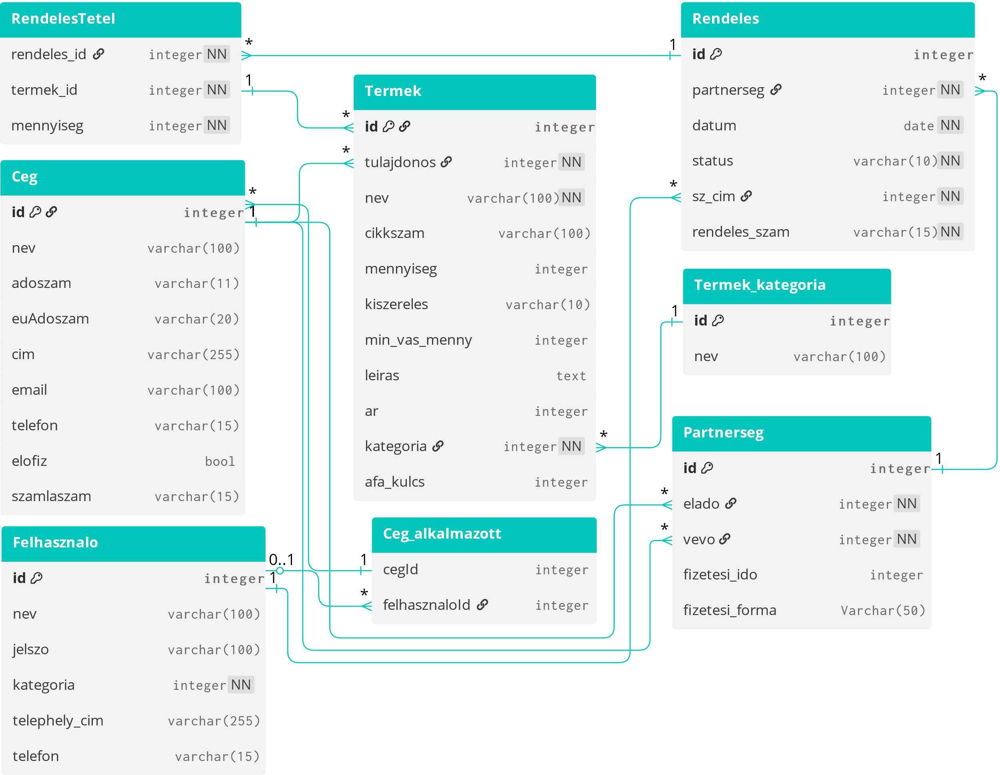 RendelesTetel
rendeles_id integer NN
termek_id integer NN
mennyiseg integer NN
* 1
1 *
Rendeles
id integer
partnerseg integer NN
datum date NN
status varchar(10) NN
sz_cim integer NN
rendeles_szam varchar(15) NN
*
*
Termek
id integer
tulajdonos integer NN
nev varchar(100) NN
cikkszam varchar(100)
mennyiseg integer
kiszereles varchar(10)
min_vas_menny integer
leiras text
ar integer
kategoria integer NN
afa_kulcs integer
*
*
Ceg
id integer
nev varchar(100)
adoszam varchar(11)
euAdoszam varchar(20)
cim varchar(255)
email varchar(100)
telefon varchar(15)
elofiz bool
szamlaszam varchar(15)
*
1
Termek_kategoria
id integer
nev varchar(100)
1
Partnerseg
id integer
elado integer NN
vevo integer NN
fizetesi_ido integer
fizetesi_forma Varchar(50)
1
*
*
Felhasznalo
id integer
nev varchar(100)
jelszo varchar(100)
kategoria integer NN
telephely_cim varchar(255)
telefon varchar(15)
0..1
1
Ceg_alkalmazott
cegId integer
felhasznaloId integer
1
*